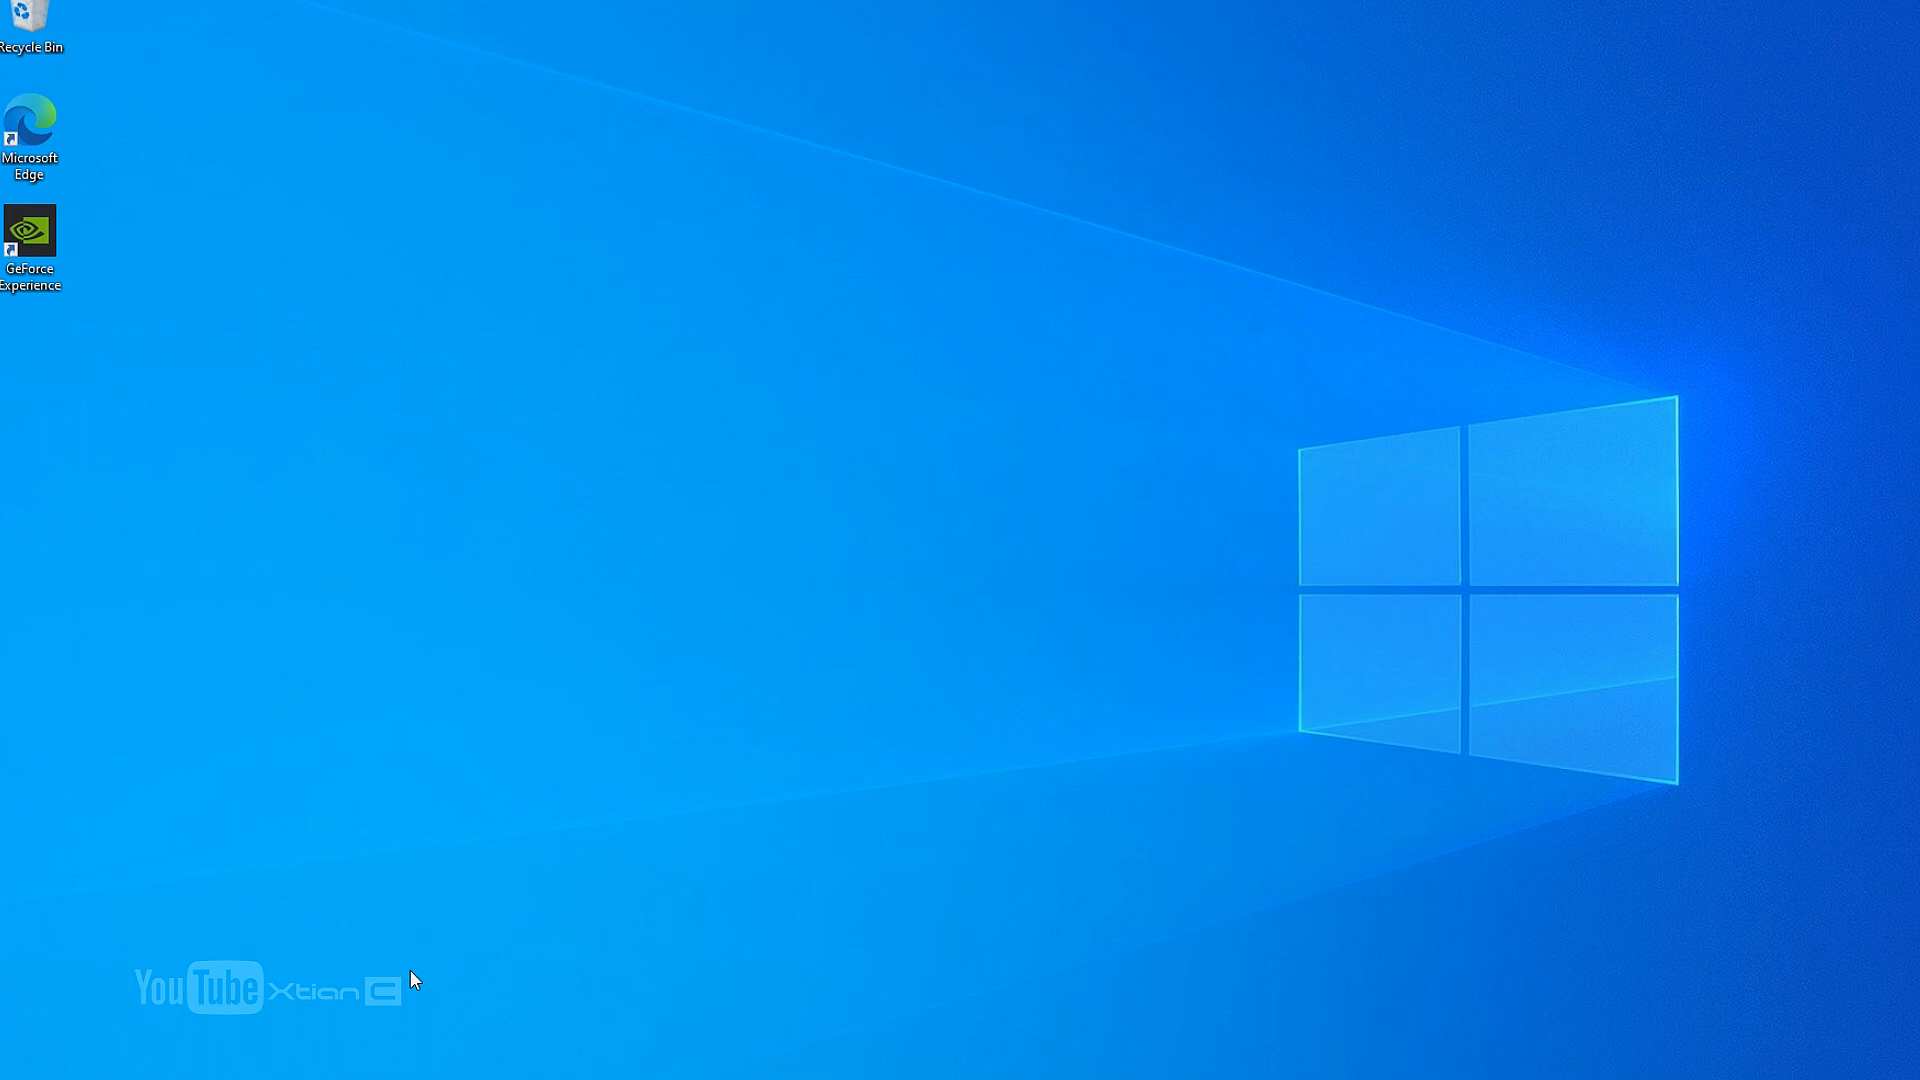 Recycle Bin
Microsoft
Edge
GeForce
Experience
YouTube Xtian C